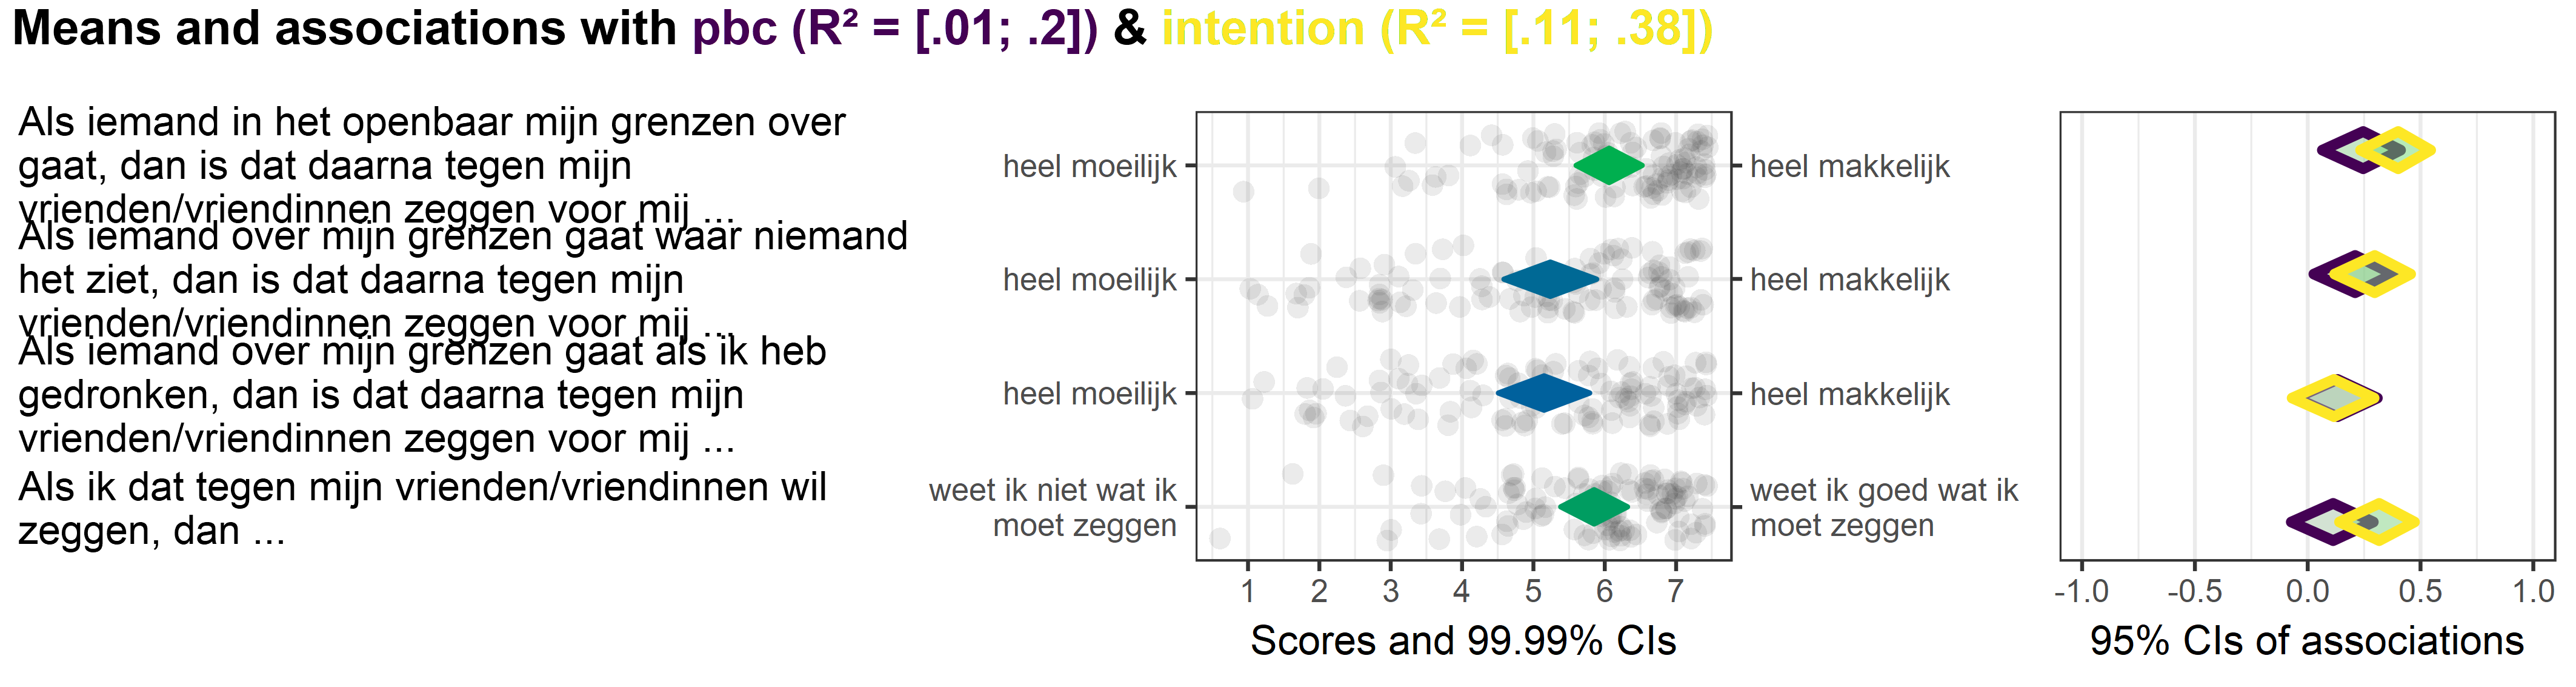 Means and associations with pbc (R² = [.01; .2]) & intention (R² = [.11; .38])
Als iemand in het openbaar mijn grenzen over
gaat, dan is dat daarna tegen mijn
vrienden/vriendinnen zeggen voor mij ...
heel moeilijk
heel makkelijk
Als iemand over mijn grenzen gaat waar niemand
het ziet, dan is dat daarna tegen mijn
vrienden/vriendinnen zeggen voor mij ...
heel moeilijk
heel makkelijk
Als iemand over mijn grenzen gaat als ik heb
gedronken, dan is dat daarna tegen mijn
vrienden/vriendinnen zeggen voor mij ...
heel moeilijk
heel makkelijk
Als ik dat tegen mijn vrienden/vriendinnen wil
zeggen, dan ...
weet ik niet wat ik
moet zeggen
weet ik goed wat ik
moet zeggen
1 2 3 4 5 6 7
Scores and 99.99% CIs
-1.0 -0.5 0.0 0.5 1.0
95% CIs of associations